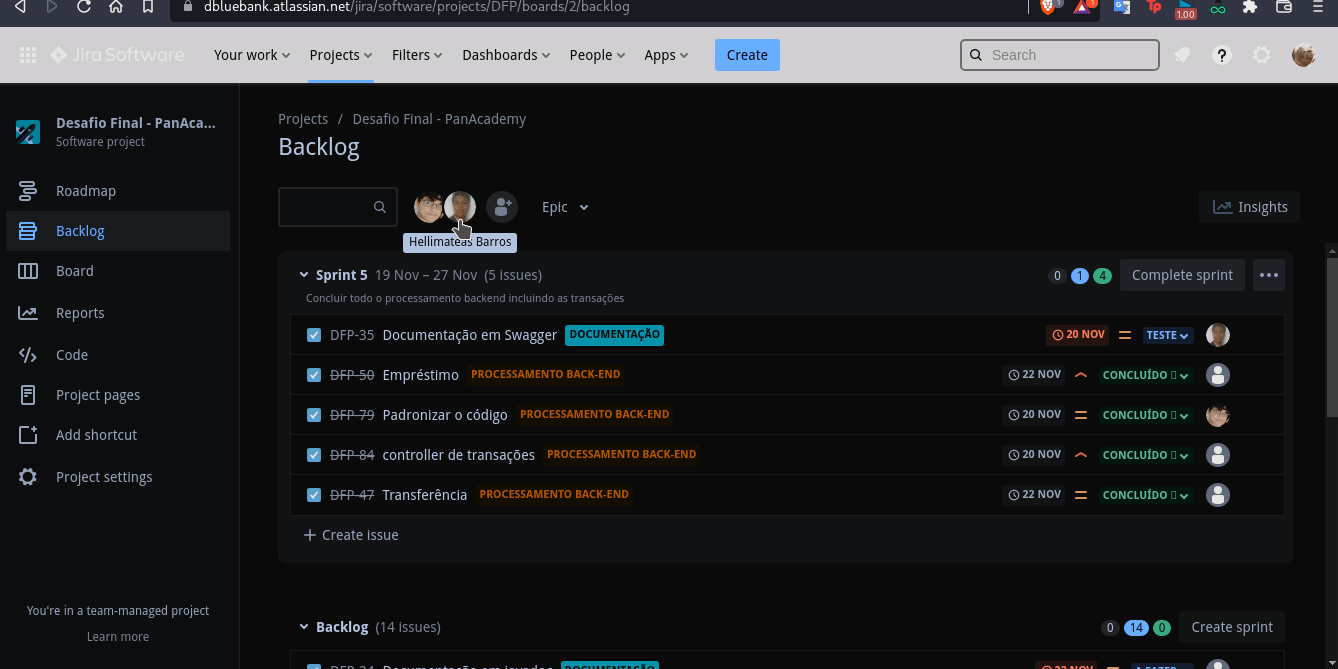 dbluebank.atlassian.net/jira/software/projects/DFP/boards/2/backlog
1
1
1.00
Jira Software
Your work
Projects
Filters
Dashboards
People
Apps
Create
Search
Desafio Final - PanAca...
Software project
Roadmap
Backlog
Board
Reports
Code
Project pages
Add shortcut
Project settings
You're in a team-managed project
Learn more
Projects / Desafio Final - PanAcademy
Backlog
Epic
Insights
Hellimateas Barros
Sprint 5 19 Nov – 27 Nov (5 issues)
0 1 4 Complete sprint
Concluir todo o processamento backend incluindo as transações
DFP-35 Documentação em Swagger DOCUMENTAÇÃO 20 NOV TESTE
DFP-50 Empréstimo PROCESSAMENTO BACK-END 22 NOV CONCLUÍDO
DFP-79 Padronizar o código PROCESSAMENTO BACK-END 20 NOV CONCLUÍDO
DFP-84 controller de transações PROCESSAMENTO BACK-END 20 NOV CONCLUÍDO
DFP-47 Transferência PROCESSAMENTO BACK-END 22 NOV CONCLUÍDO
Create issue
Backlog (14 issues) 0 14 0 Create sprint
DFP-34 Documentação em javadoc DOCUMENTAÇÃO 22 NOV A FAZER